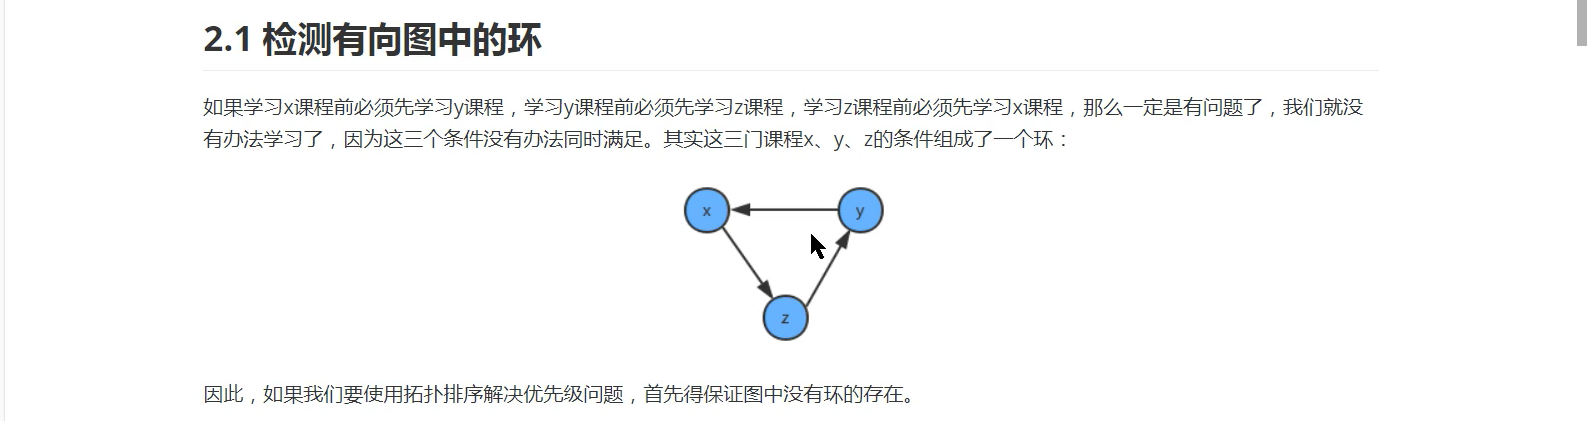 2.1 检测有向图中的环
如果学习x课程前必须先学习y课程，学习y课程前必须先学习z课程，学习z课程前必须先学习x课程，那么一定是有问题了，我们就没
有办法学习了，因为这三个条件没有办法同时满足。其实这三门课程x、y、z的条件组成了一个环：
x
y
z
因此，如果我们要使用拓扑排序解决优先级问题，首先得保证图中没有环的存在。